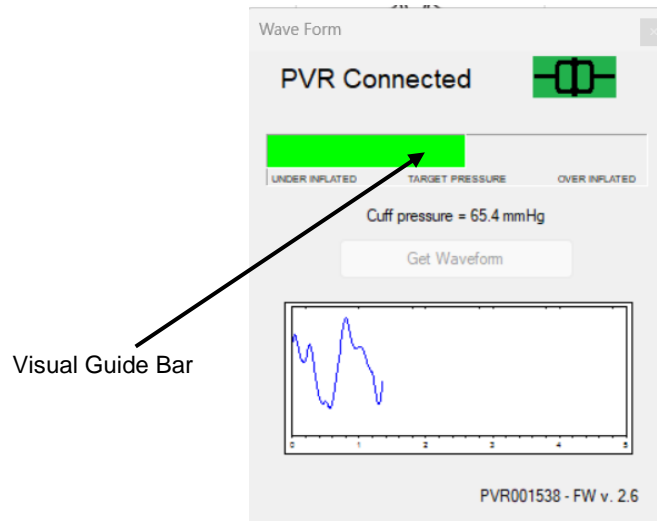 Wave Form
PVR Connected
UNDER INFLATED TARGET PRESSURE OVER INFLATED
Cuff pressure = 65.4 mmHg
Get Waveform
Visual Guide Bar
0 1 2 3 4 5
PVR001538 - FW v. 2.6